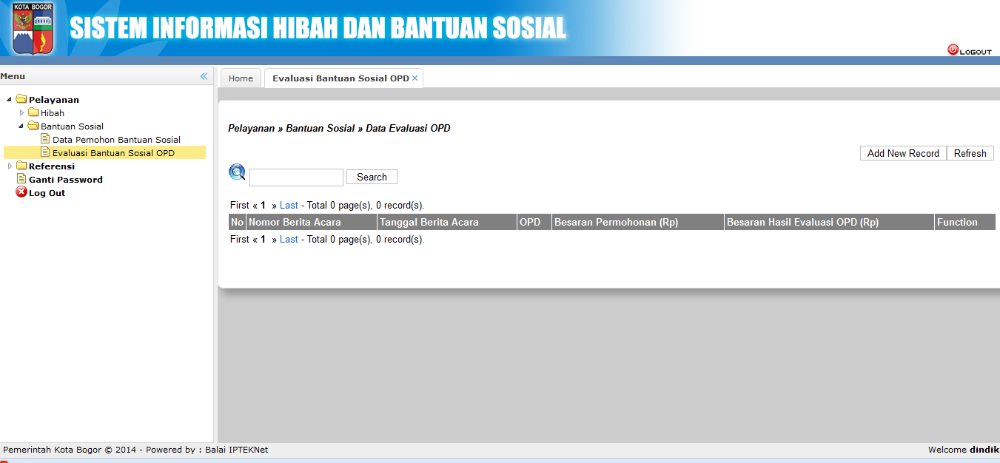 KOTA BOGOR
SISTEM INFORMASI HIBAH DAN BANTUAN SOSIAL
LOGOUT
Menu
Pelayanan
Hibah
Bantuan Sosial
Data Pemohon Bantuan Sosial
Evaluasi Bantuan Sosial OPD
Referensi
Ganti Password
Log Out
Home Evaluasi Bantuan Sosial OPD
Pelayanan » Bantuan Sosial » Data Evaluasi OPD
Add New Record Refresh
Search
First « 1 » Last - Total 0 page(s), 0 record(s).
No Nomor Berita Acara Tanggal Berita Acara OPD Besaran Permohonan (Rp) Besaran Hasil Evaluasi OPD (Rp) Function
First « 1 » Last - Total 0 page(s), 0 record(s).
Pemerintah Kota Bogor © 2014 - Powered by : Balai IPTEKNet Welcome dindik